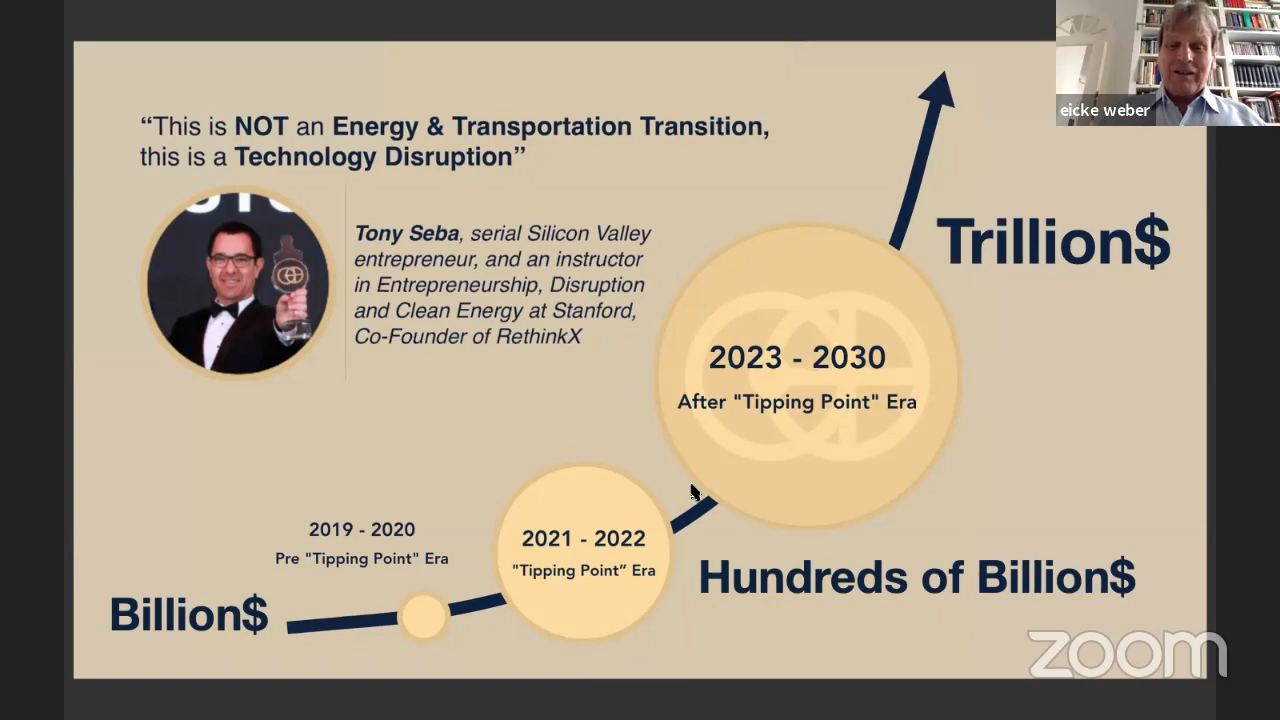 eicke weber
“This is NOT an Energy & Transportation Transition,
this is a Technology Disruption”
Tony Seba, serial Silicon Valley
entrepreneur, and an instructor
in Entrepreneurship, Disruption
and Clean Energy at Stanford,
Co-Founder of RethinkX
Trillion$
2023 - 2030
After "Tipping Point" Era
2019 - 2020
Pre "Tipping Point" Era
2021 - 2022
"Tipping Point” Era
Hundreds of Billion$
Billion$
zoom